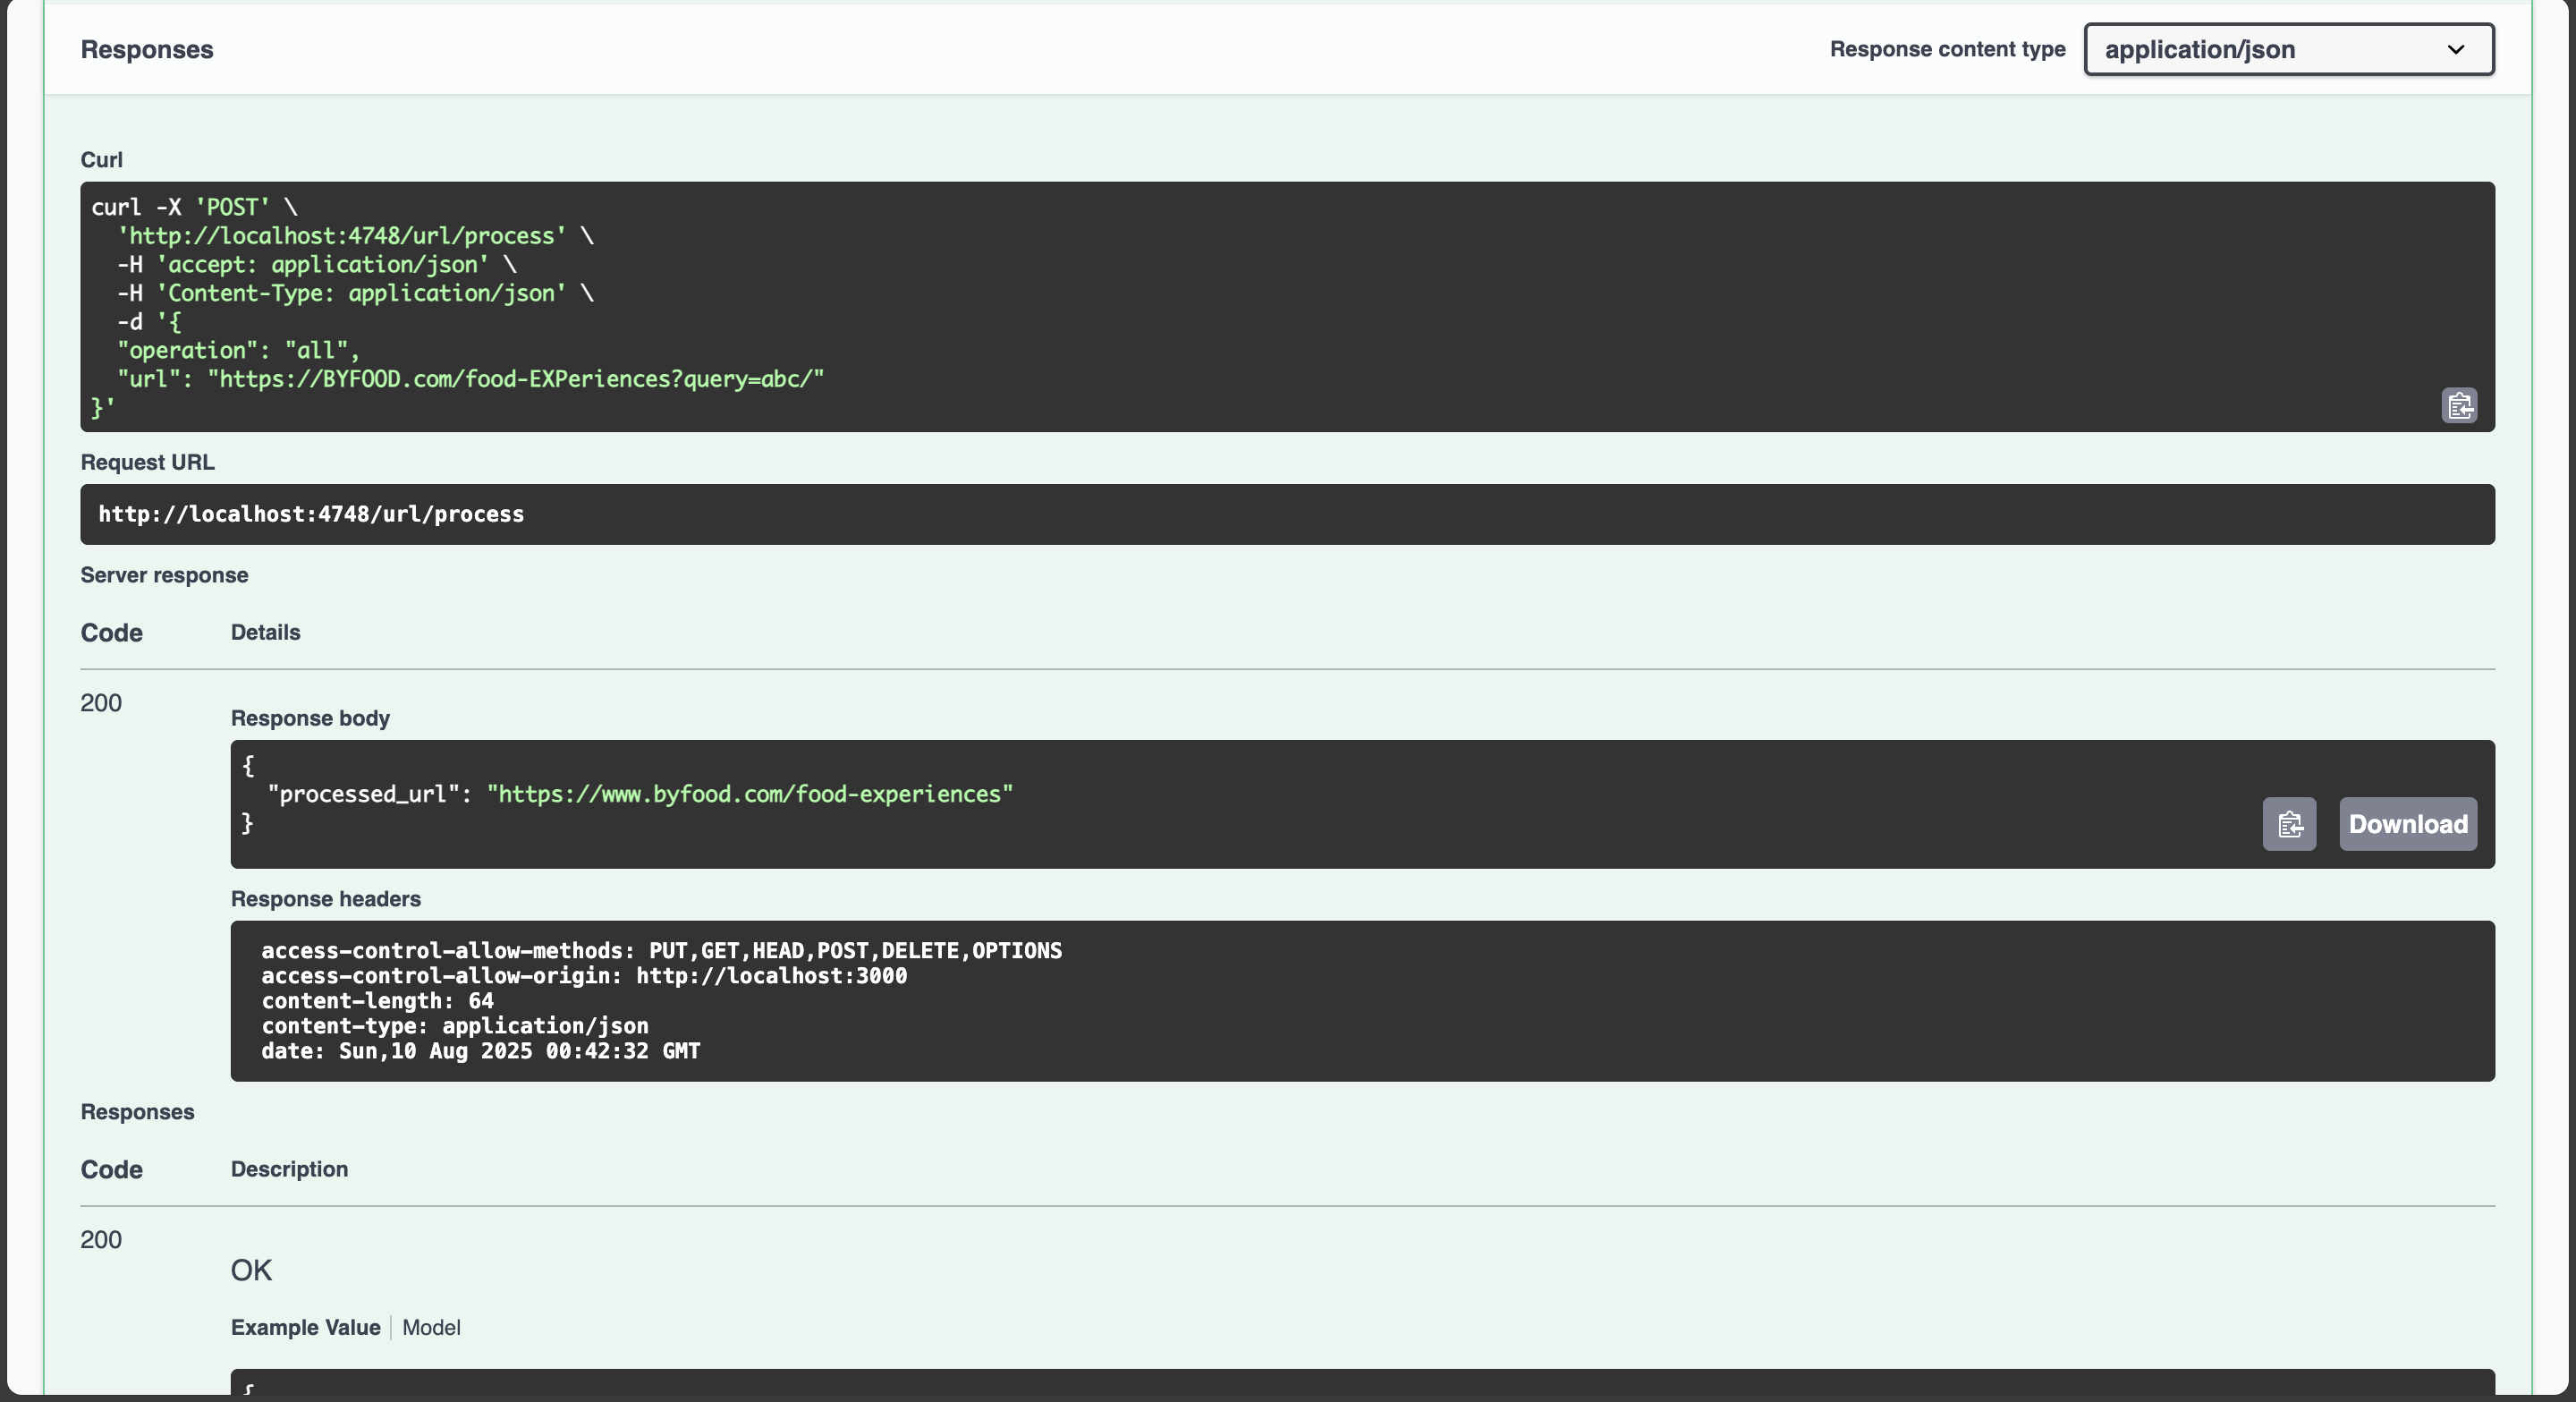 Responses
Response content type
application/json
Curl
curl -X 'POST' \
'http://localhost:4748/url/process' \
-H 'accept: application/json' \
-H 'Content-Type: application/json' \
-d '{
"operation": "all",
"url": "https://BYFOOD.com/food-EXPeriences?query=abc/"
}'
Request URL
http://localhost:4748/url/process
Server response
Code Details
200
Response body
{
"processed_url": "https://www.byfood.com/food-experiences"
}
Download
Response headers
access-control-allow-methods: PUT,GET,HEAD,POST,DELETE,OPTIONS
access-control-allow-origin: http://localhost:3000
content-length: 64
content-type: application/json
date: Sun,10 Aug 2025 00:42:32 GMT
Responses
Code Description
200
OK
Example Value Model
{